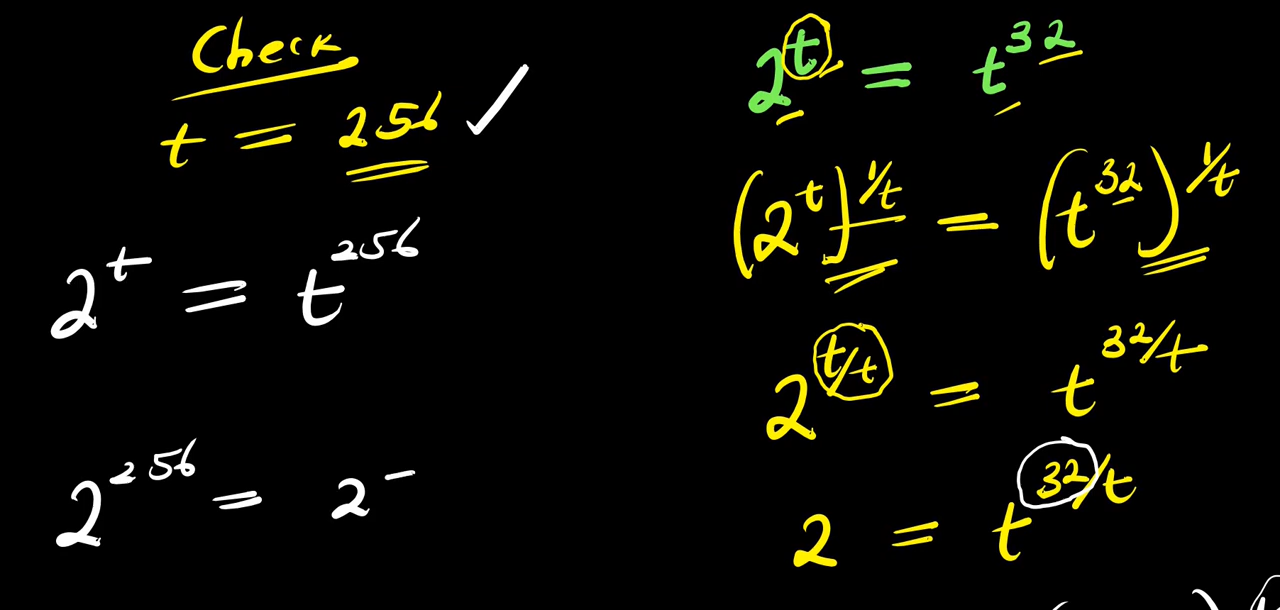 Check
t = 256 ✓
2^t = t^256
2^256 = 2^-
2^t = t^32
(2^t)^1/t = (t^32)^1/t
2^t/t = t^32/t
2 = t^32/t